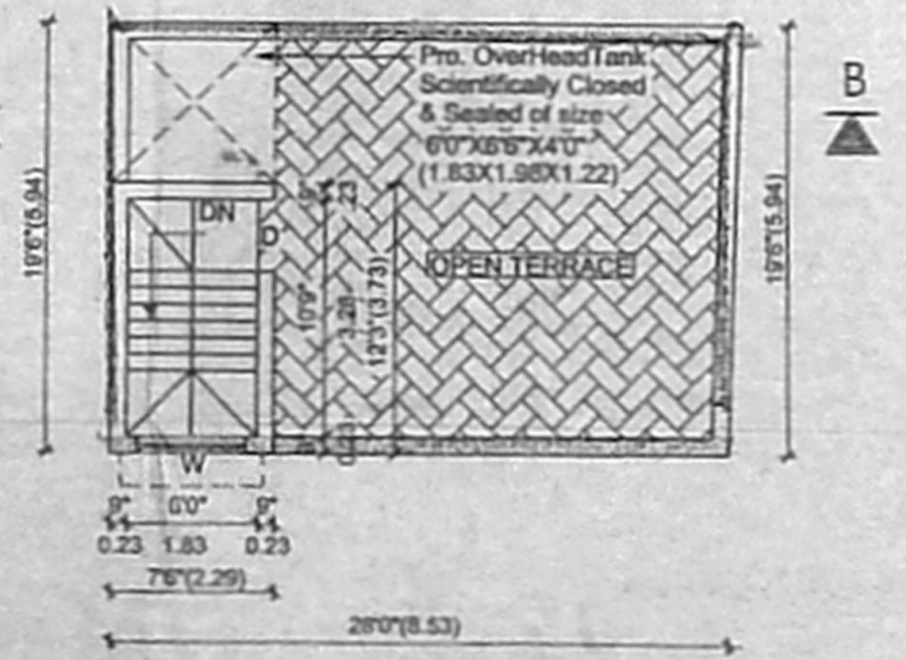 Pro. OverHeadTank
Scientifically Closed
& Sealed of size
6'0"X6'6"X4'0"
(1.83X1.98X1.22)
B
19'6"(5.94)
DN
D
9"
.23
10'9"
3.28
12'3"(3.73)
OPEN TERRACE
19'6"(5.94)
W
9" 6'0" 9"
0.23 1.83 0.23
7'6"(2.29)
28'0"(8.53)